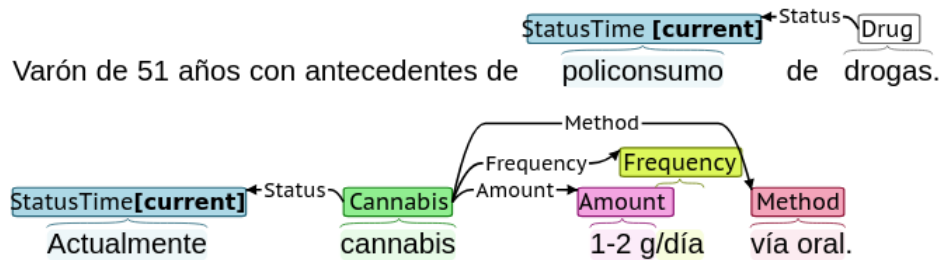 Status
StatusTime [current] Drug
Varón de 51 años con antecedentes de policonsumo de drogas.
Method
Frequency Frequency
StatusTime[current] Status Cannabis Amount Amount Method
Actualmente cannabis 1-2 g/día vía oral.